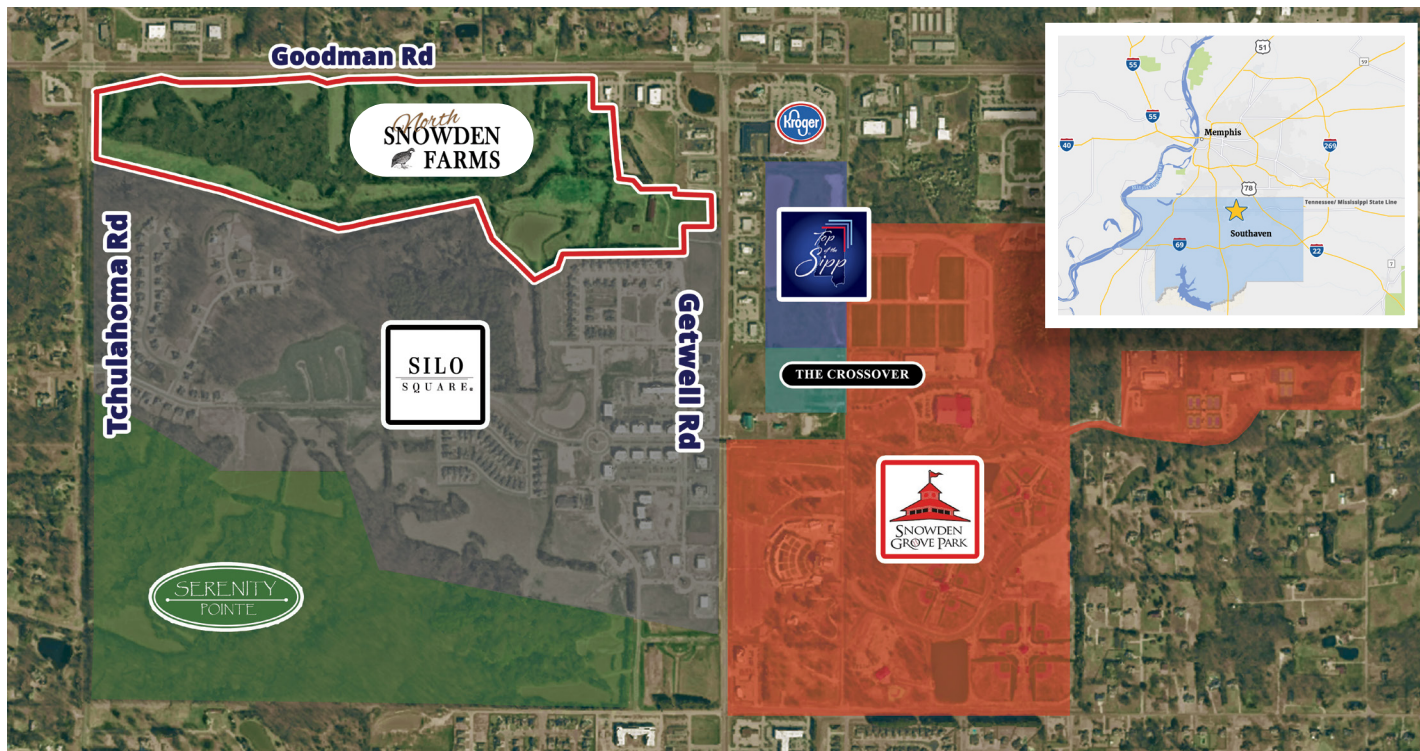 Goodman Rd
North
SNOWDEN
FARMS
Kroger
Tchulahoma Rd
Getwell Rd
Top
of the
Sipp
SILO
SQUARE®
THE CROSSOVER
SNOWDEN
GROVE PARK
SERENITY
POINTE
51
55
59
55
40
Memphis
269
78
Tennessee/ Mississippi State Line
Southaven
69
22
7